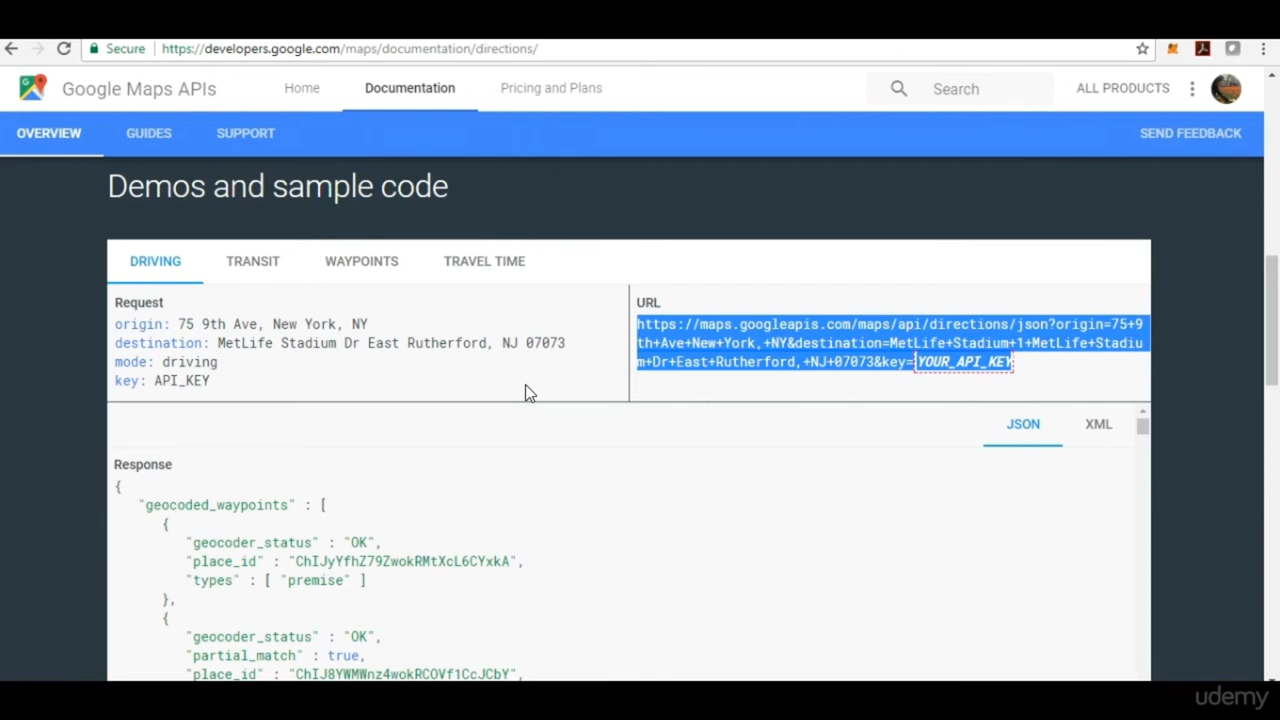 Secure https://developers.google.com/maps/documentation/directions/
Google Maps APIs Home Documentation Pricing and Plans Search ALL PRODUCTS
OVERVIEW GUIDES SUPPORT SEND FEEDBACK
Demos and sample code
DRIVING TRANSIT WAYPOINTS TRAVEL TIME
Request
origin: 75 9th Ave, New York, NY
destination: MetLife Stadium Dr East Rutherford, NJ 07073
mode: driving
key: API_KEY
URL
https://maps.googleapis.com/maps/api/directions/json?origin=75+9
th+Ave+New+York,+NY&destination=MetLife+Stadium+1+MetLife+Stadiu
m+Dr+East+Rutherford,+NJ+07073&key=YOUR_API_KEY
JSON XML
Response
{
"geocoded_waypoints" : [
{
"geocoder_status" : "OK",
"place_id" : "ChIJyYfhZ79ZwokRMtXcL6CYxkA",
"types" : [ "premise" ]
},
{
"geocoder_status" : "OK",
"partial_match" : true,
"place_id" : "ChIJ8YWMWnz4wokRCOVf1CcJCbY",
udemy